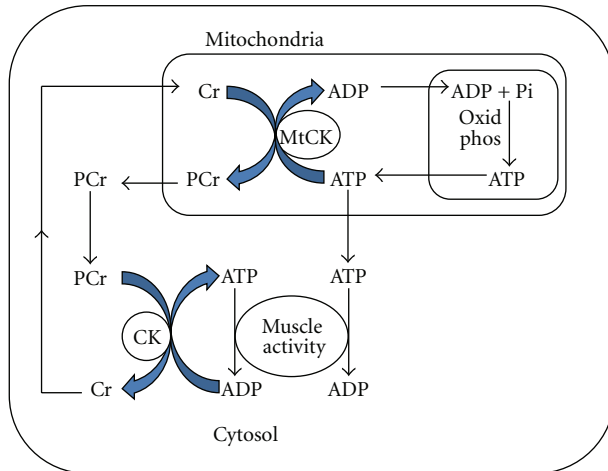 Mitochondria
Cr
ADP
ADP + Pi
Oxid
phos
MtCK
PCr
PCr
ATP
ATP
PCr
ATP
ATP
CK
Muscle
activity
Cr
ADP
ADP
Cytosol